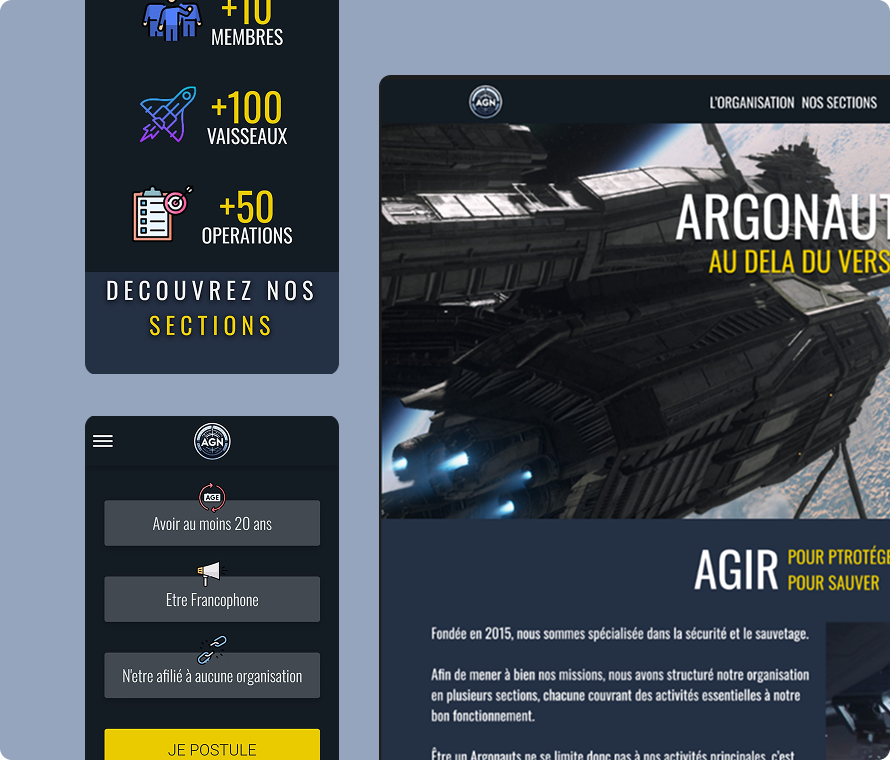 +10
MEMBRES
+100
VAISSEAUX
+50
OPERATIONS
DECOUVREZ NOS
SECTIONS
AGN
AGE
Avoir au moins 20 ans
Etre Francophone
N'etre afilié à aucune organisation
JE POSTULE
AGN
L'ORGANISATION NOS SECTIONS
ARGONAUT
AU DELA DU VERS
AGIR
POUR PTROTÉGE
POUR SAUVER
Fondée en 2015, nous sommes spécialisée dans la sécurité et le sauvetage.
Afin de mener à bien nos missions, nous avons structuré notre organisation
en plusieurs sections, chacune couvrant des activités essentielles à notre
bon fonctionnement.
Être un Argonauts ne se limite donc pas à nos activités principales, c'est